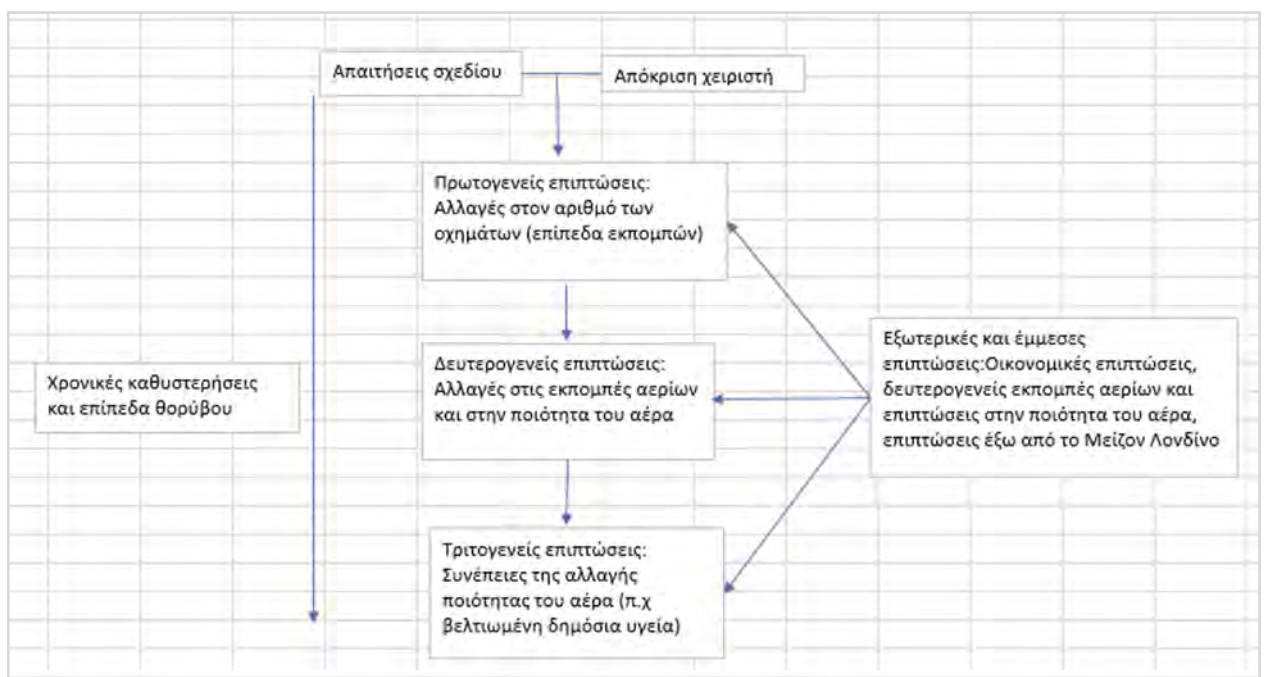 Απαιτήσεις σχεδίου
Απόκριση χειριστή
Πρωτογενείς επιπτώσεις:
Αλλαγές στον αριθμό των
οχημάτων (επίπεδα εκπομπών)
Χρονικές καθυστερήσεις
και επίπεδα θορύβου
Δευτερογενείς επιπτώσεις:
Αλλαγές στις εκπομπές αερίων
και στην ποιότητα του αέρα
Εξωτερικές και έμμεσες
επιπτώσεις:Οικονομικές επιπτώσεις,
δευτερογενείς εκπομπές αερίων και
επιπτώσεις στην ποιότητα του αέρα,
επιπτώσεις έξω από το Μείζον Λονδίνο
Τριτογενείς επιπτώσεις:
Συνέπειες της αλλαγής
ποιότητας του αέρα (π.χ
βελτιωμένη δημόσια υγεία)